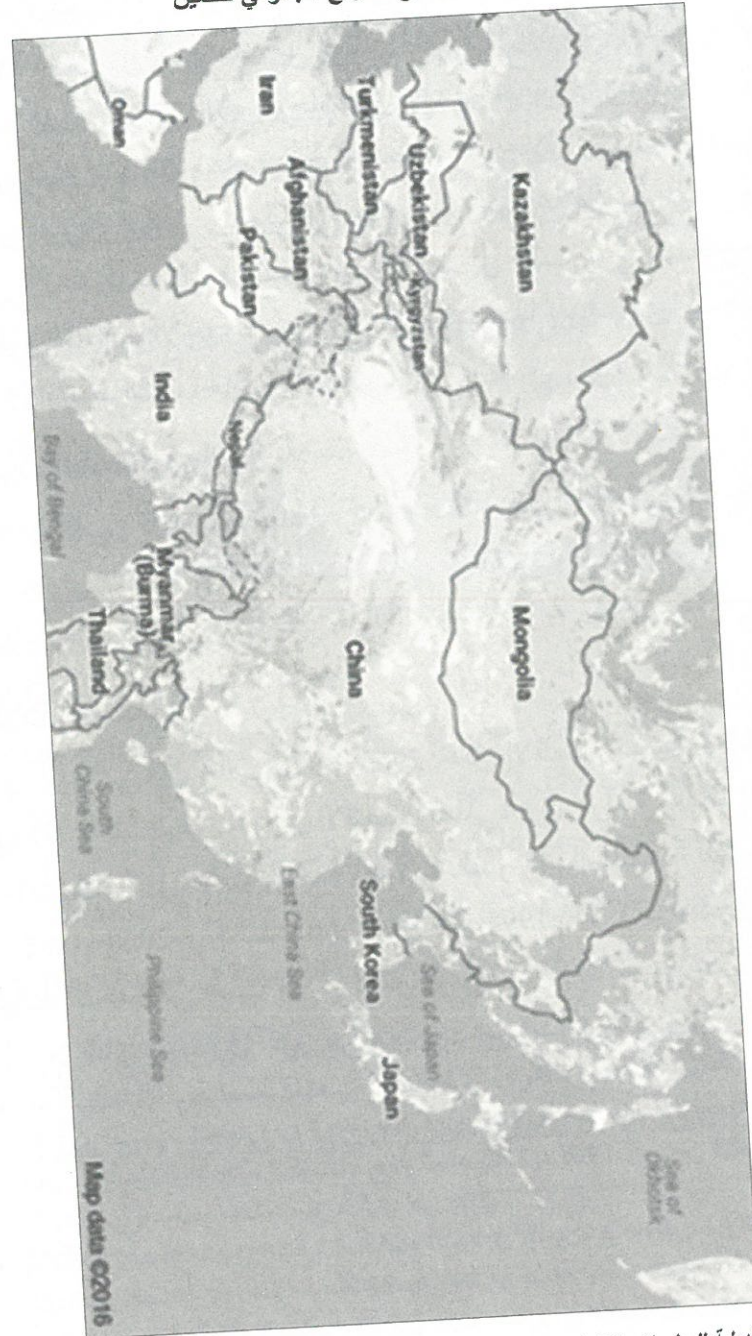 Kazakhstan
Uzbekistan
Kyrgyzstan
Turkmenistan
Iran
Oman
Afghanistan
Pakistan
India
Nepal
Bay of Bengal
Myanmar
(Burma)
Thailand
Mongolia
China
South
China Sea
East China Sea
South Korea
Sea of Japan
Japan
Philippine Sea
Sea of
Okhotsk
Map data ©2016